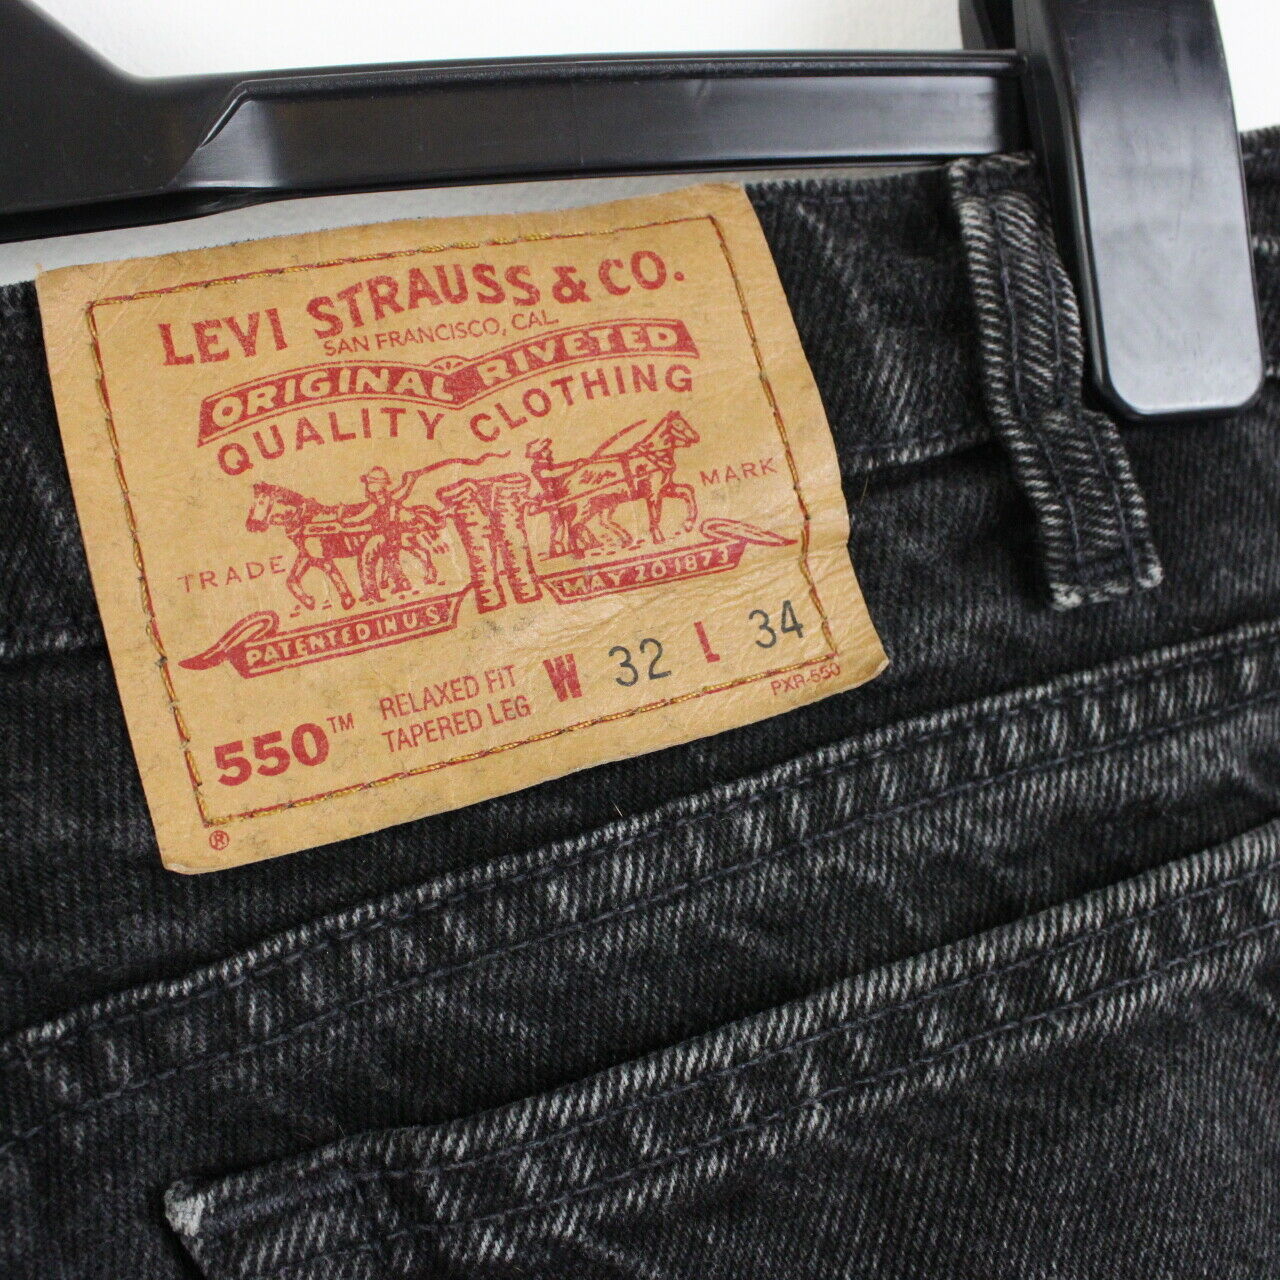 LEVI STRAUSS & CO.
SAN FRANCISCO, CAL.
ORIGINAL RIVETED
QUALITY CLOTHING
TRADE MARK
PATENTED IN U.S. MAY 20 1873
550™ RELAXED FIT W 32 L 34
TAPERED LEG
PXR-550
®